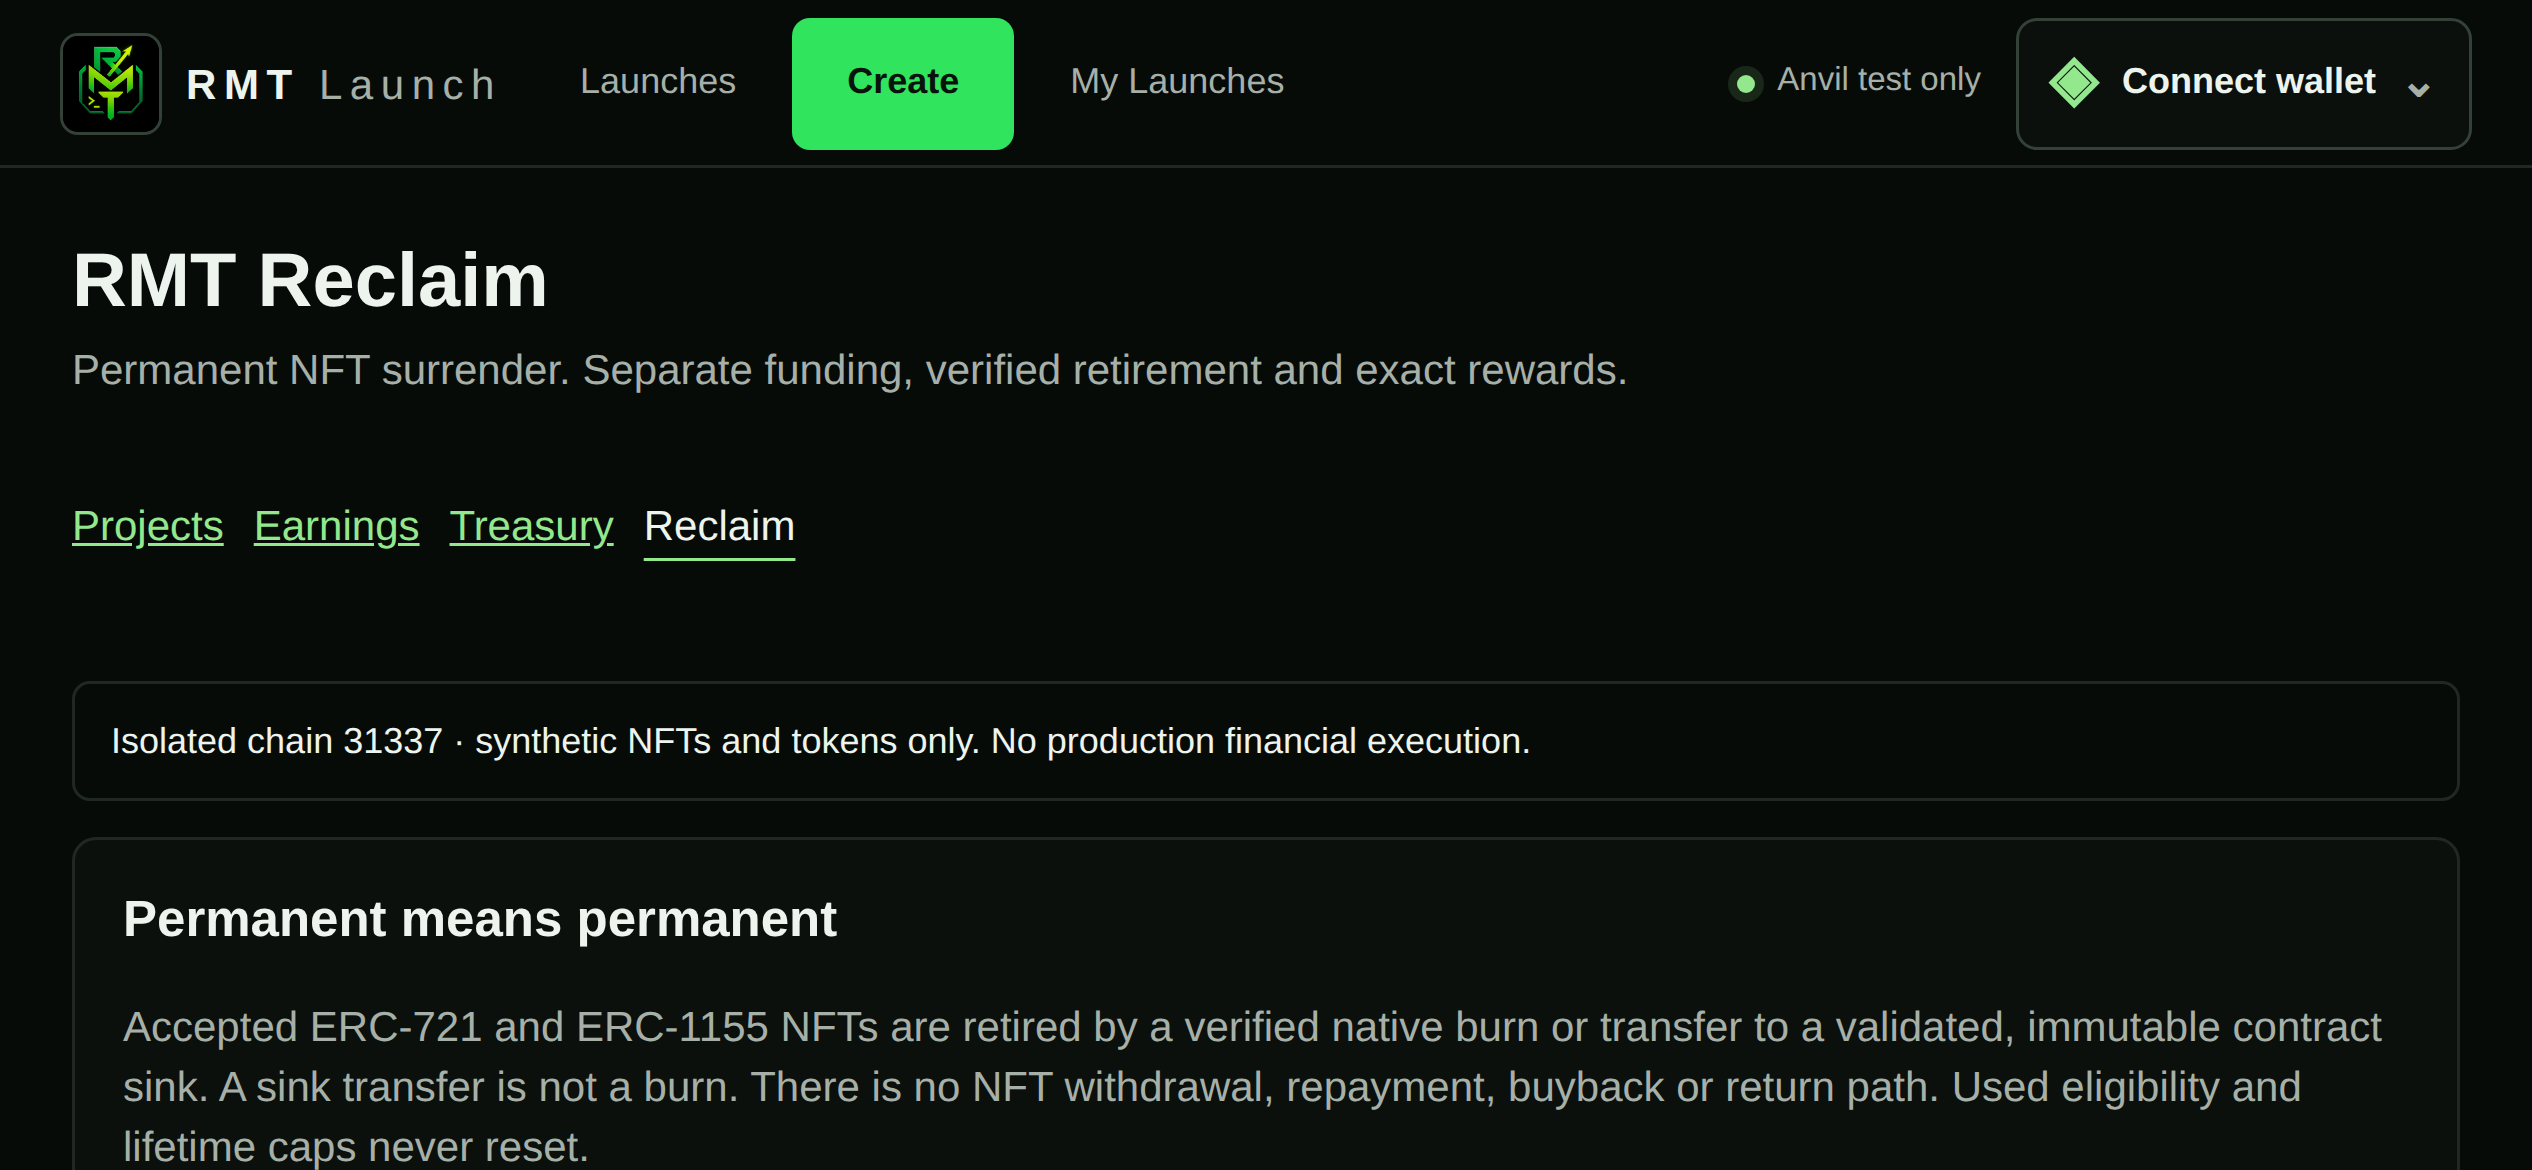 RMT Launch
Launches
Create
My Launches
Anvil test only
Connect wallet
RMT Reclaim
Permanent NFT surrender. Separate funding, verified retirement and exact rewards.
Projects Earnings Treasury Reclaim
Isolated chain 31337 · synthetic NFTs and tokens only. No production financial execution.
Permanent means permanent
Accepted ERC-721 and ERC-1155 NFTs are retired by a verified native burn or transfer to a validated, immutable contract
sink. A sink transfer is not a burn. There is no NFT withdrawal, repayment, buyback or return path. Used eligibility and
lifetime caps never reset.